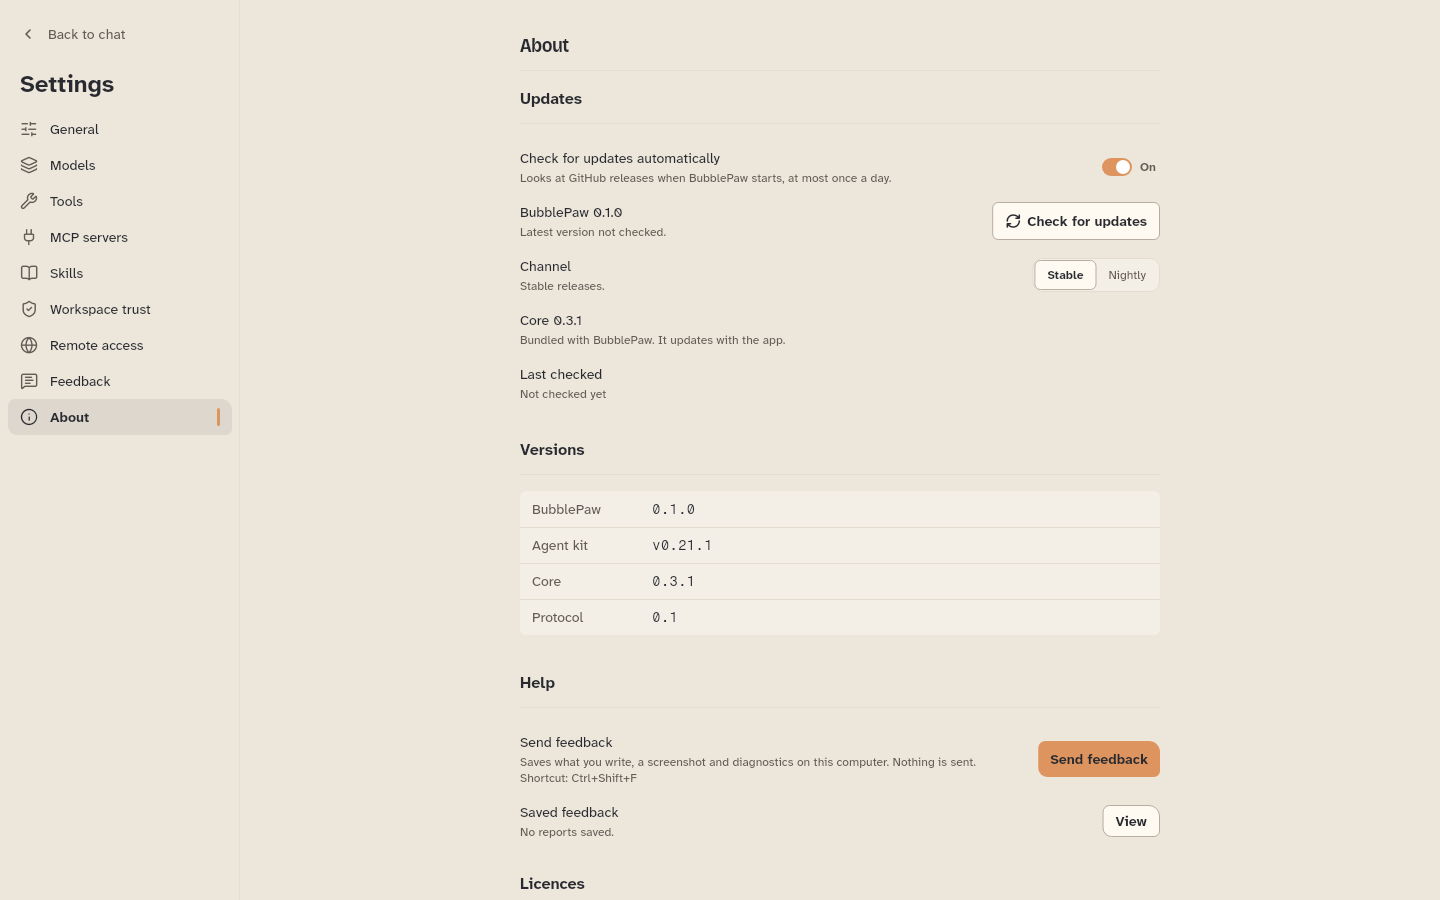 Back to chat
Settings
General
Models
Tools
MCP servers
Skills
Workspace trust
Remote access
Feedback
About
About
Updates
Check for updates automatically
Looks at GitHub releases when BubblePaw starts, at most once a day.
On
BubblePaw 0.1.0
Latest version not checked.
Check for updates
Channel
Stable releases.
Stable
Nightly
Core 0.3.1
Bundled with BubblePaw. It updates with the app.
Last checked
Not checked yet
Versions
BubblePaw 0.1.0
Agent kit v0.21.1
Core 0.3.1
Protocol 0.1
Help
Send feedback
Saves what you write, a screenshot and diagnostics on this computer. Nothing is sent.
Shortcut: Ctrl+Shift+F
Send feedback
Saved feedback
No reports saved.
View
Licences